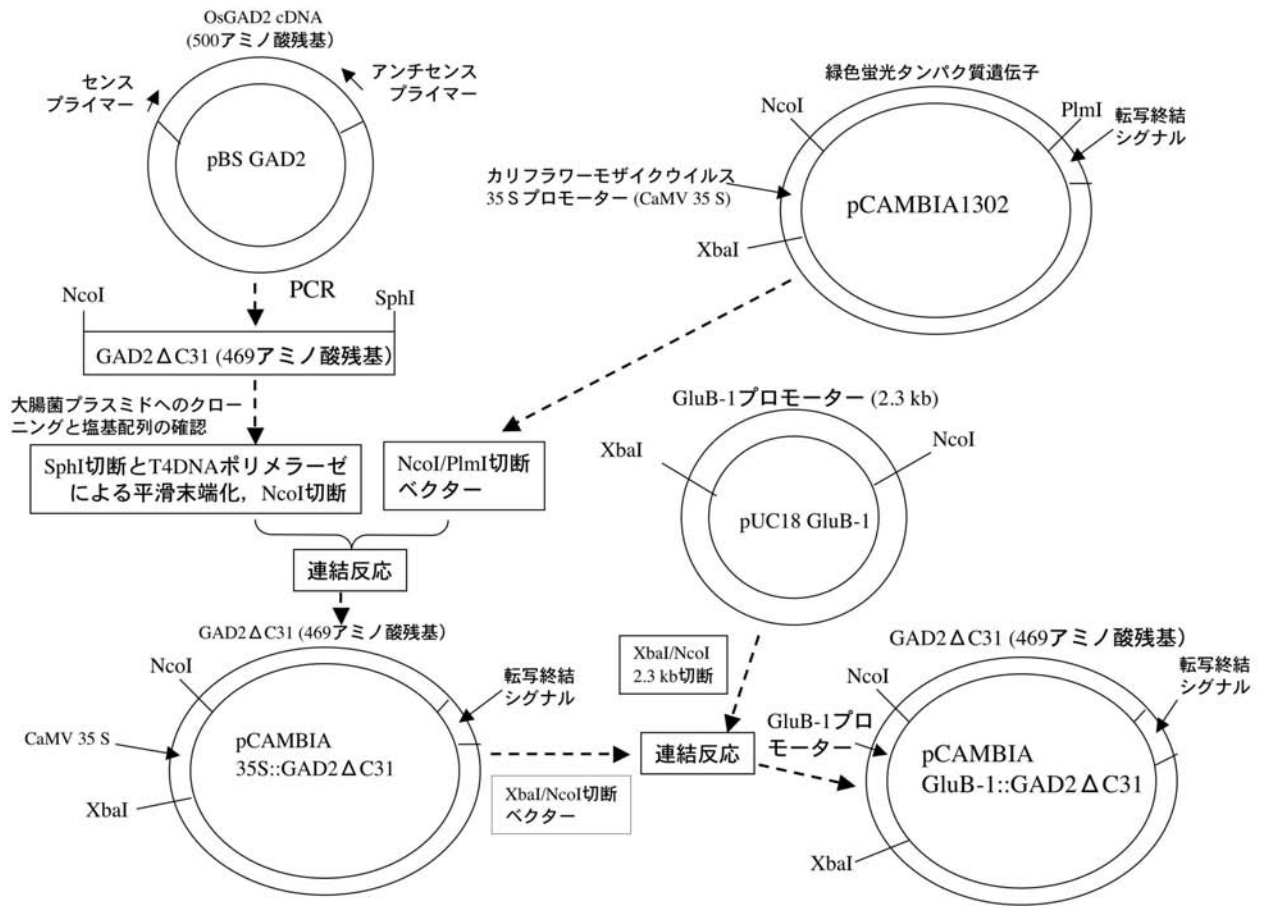 OsGAD2 cDNA
(500アミノ酸残基)
センス
プライマー
アンチセンス
プライマー
pBS GAD2
緑色蛍光タンパク質遺伝子
NcoI
PlmI
転写終結
シグナル
カリフラワーモザイクウイルス
35 S プロモーター (CaMV 35 S)
pCAMBIA1302
XbaI
PCR
NcoI
SphI
GAD2ΔC31 (469アミノ酸残基)
大腸菌プラスミドへのクロー
ニングと塩基配列の確認
SphI切断とT4DNAポリメラーゼ
による平滑末端化，NcoI切断
NcoI/PlmI切断
ベクター
連結反応
GluB-1プロモーター (2.3 kb)
XbaI
NcoI
pUC18 GluB-1
GAD2ΔC31 (469アミノ酸残基)
NcoI
転写終結
シグナル
CaMV 35 S
pCAMBIA
35S::GAD2ΔC31
XbaI
XbaI/NcoI
2.3 kb切断
連結反応
XbaI/NcoI切断
ベクター
GAD2ΔC31 (469アミノ酸残基)
NcoI
転写終結
シグナル
GluB-1プロ
モーター
pCAMBIA
GluB-1::GAD2ΔC31
XbaI